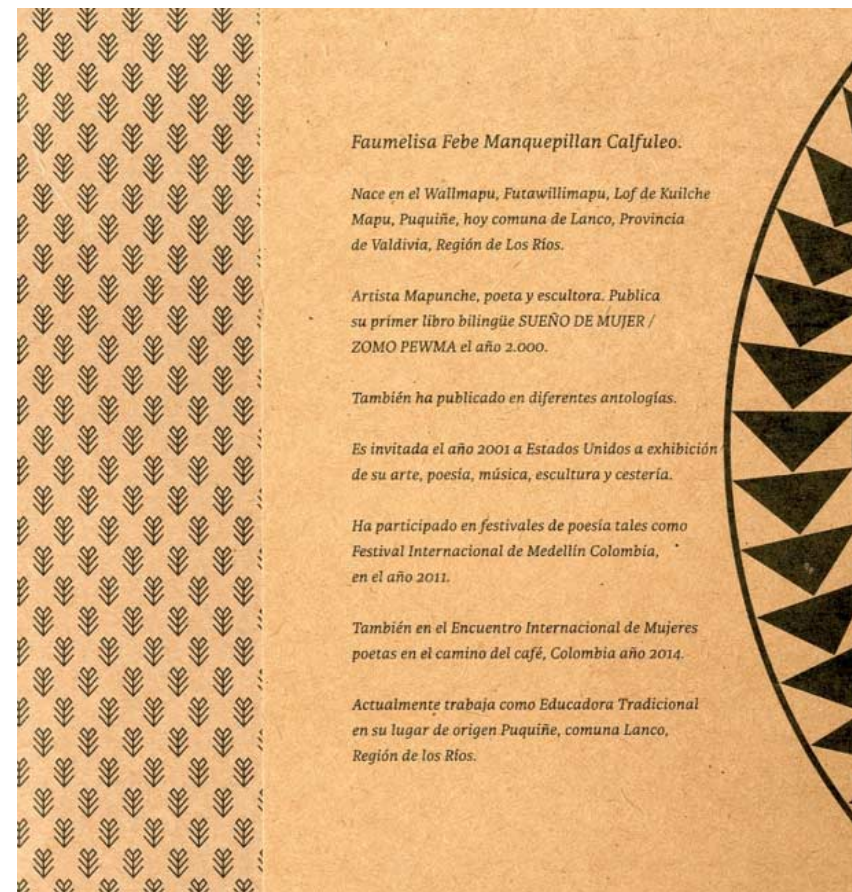 Faumelisa Febe Manquepillan Calfuleo.
Nace en el Wallmapu, Futawillimapu, Lof de Kuilche
Mapu, Puquiñe, hoy comuna de Lanco, Provincia
de Valdivia, Región de Los Ríos.
Artista Mapunche, poeta y escultora. Publica
su primer libro bilingüe SUEÑO DE MUJER /
ZOMO PEWMA el año 2.000.
También ha publicado en diferentes antologías.
Es invitada el año 2001 a Estados Unidos a exhibición
de su arte, poesía, música, escultura y cestería.
Ha participado en festivales de poesía tales como
Festival Internacional de Medellín Colombia,
en el año 2011.
También en el Encuentro Internacional de Mujeres
poetas en el camino del café, Colombia año 2014.
Actualmente trabaja como Educadora Tradicional
en su lugar de origen Puquiñe, comuna Lanco,
Región de los Ríos.